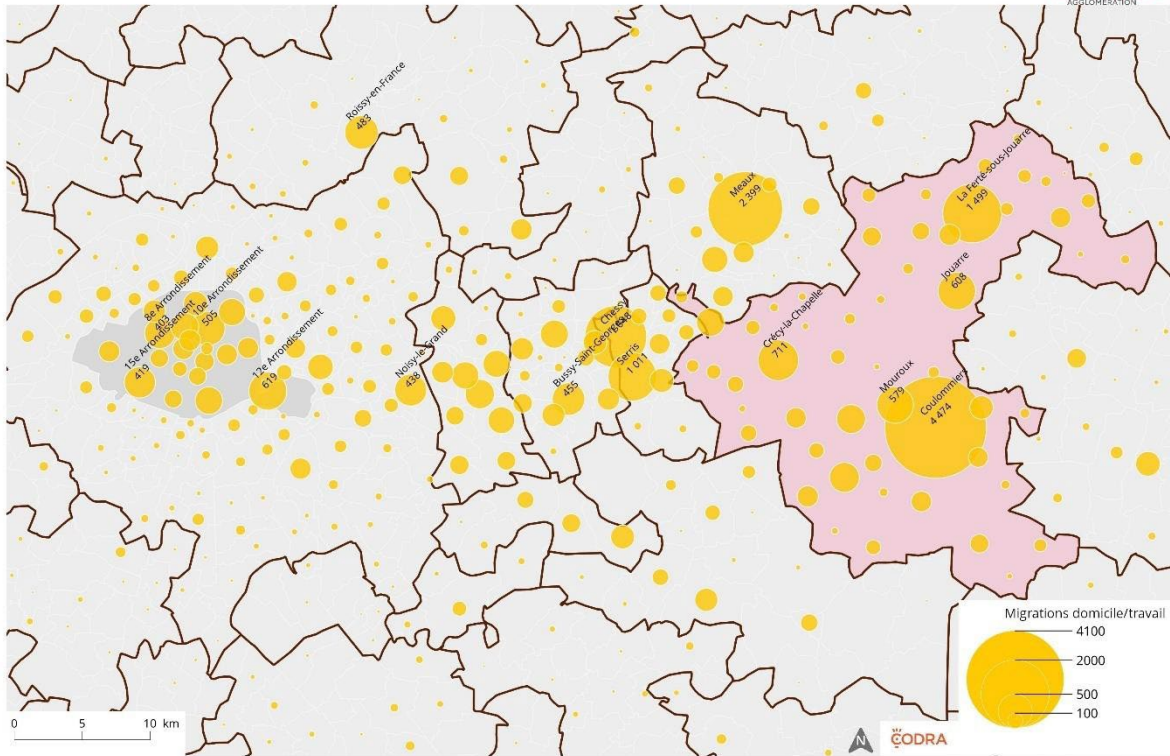 AGGLOMÉRATION
Roissy-en-France
483
La Ferté-sous-Jouarre
1 499
Meaux
2 399
8e Arrondissement
403
10e Arrondissement
505
Jouarre
608
15e Arrondissement
419
12e Arrondissement
619
Noisy-le-Grand
438
Chessy
Bussy-Saint-Georges
455
Serris
1 011
Crécy-la-Chapelle
711
Mouroux
579
Coulommiers
4 474
Migrations domicile/travail
4100
2000
500
100
0 5 10 km
N
CODRA